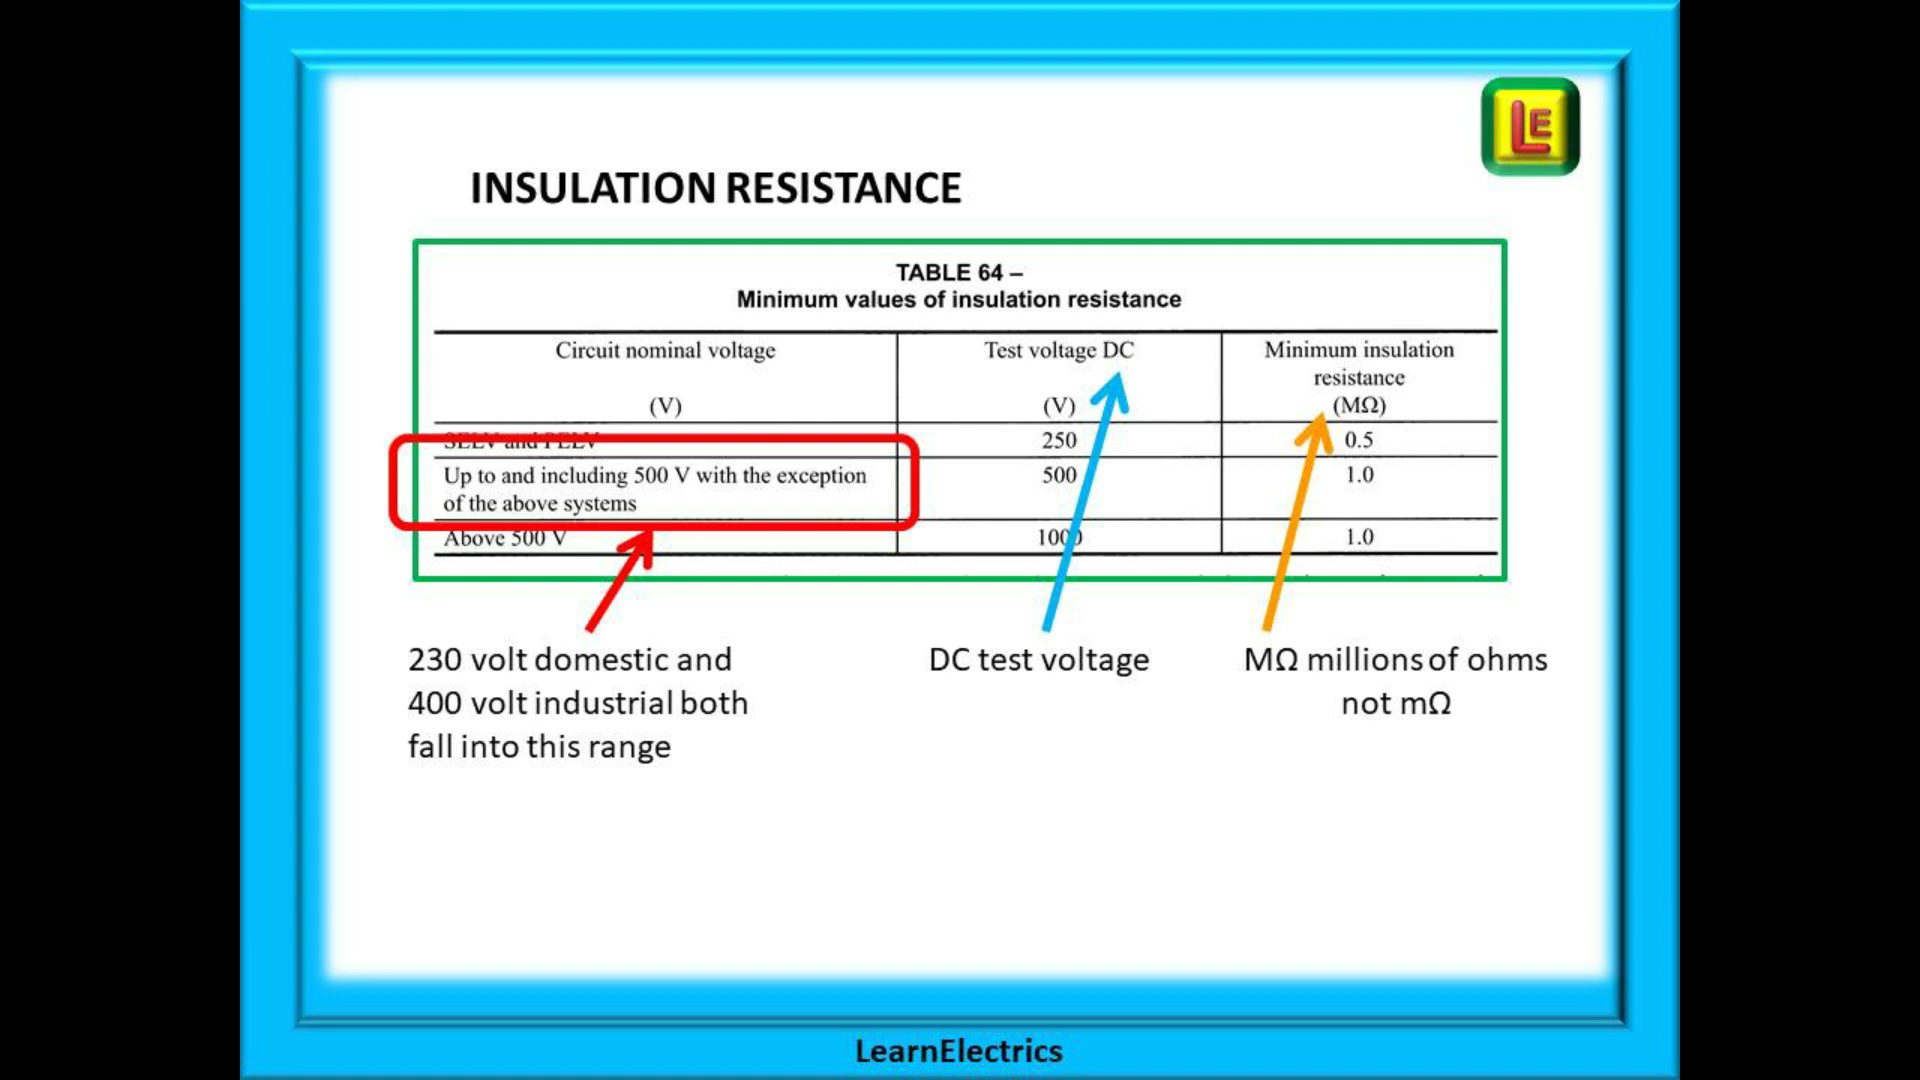 LE
INSULATION RESISTANCE
TABLE 64 –
Minimum values of insulation resistance
Circuit nominal voltage
(V)
Test voltage DC
(V)
Minimum insulation
resistance
(MΩ)
SELV and PELV 250 0.5
Up to and including 500 V with the exception 500 1.0
of the above systems
Above 500 V 1000 1.0
230 volt domestic and
400 volt industrial both
fall into this range
DC test voltage
MΩ millions of ohms
not mΩ
LearnElectrics